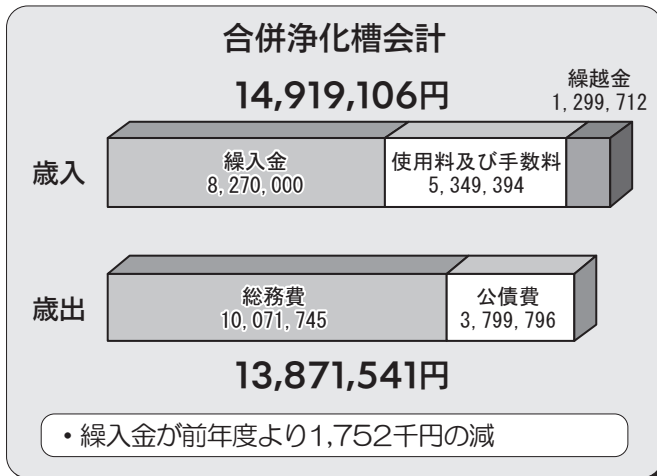 合併浄化槽会計
14,919,106円
繰越金
1,299,712
歳入
繰入金
8,270,000
使用料及び手数料
5,349,394
歳出
総務費
10,071,745
公債費
3,799,796
13,871,541円
・繰入金が前年度より1,752千円の減